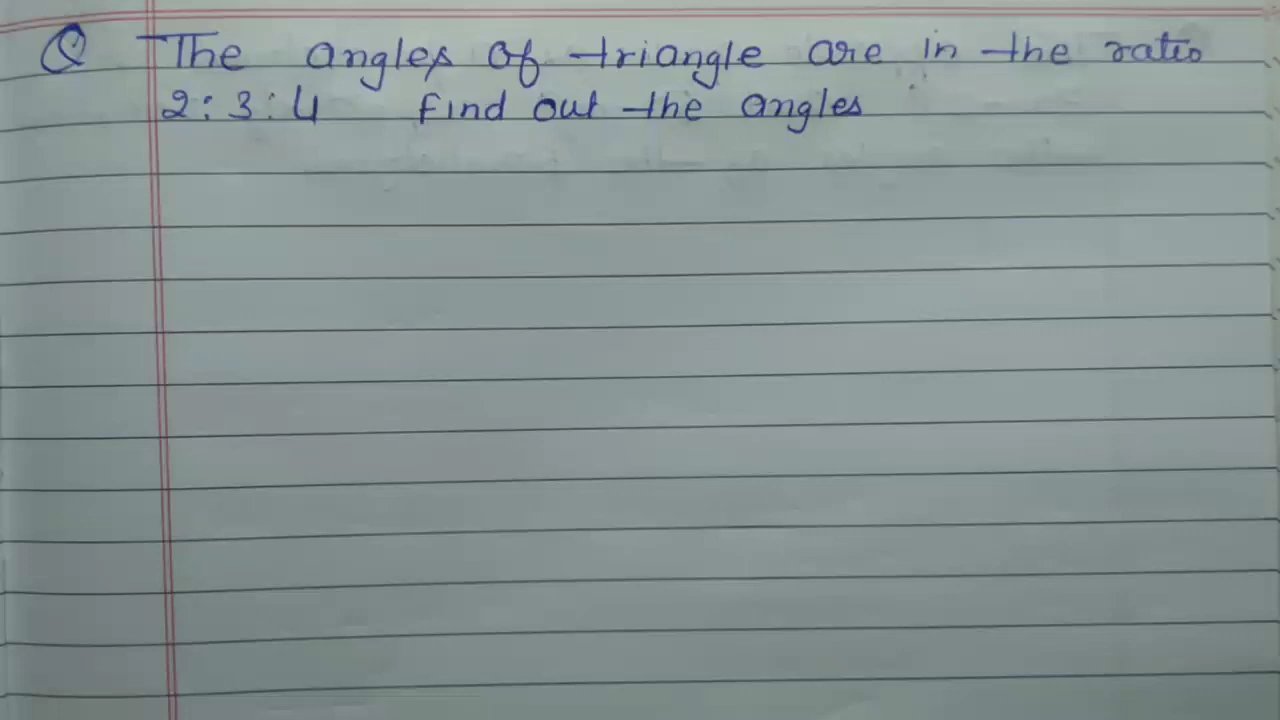 Q The angles of triangle are in the ratio
2:3:4 find out the angles